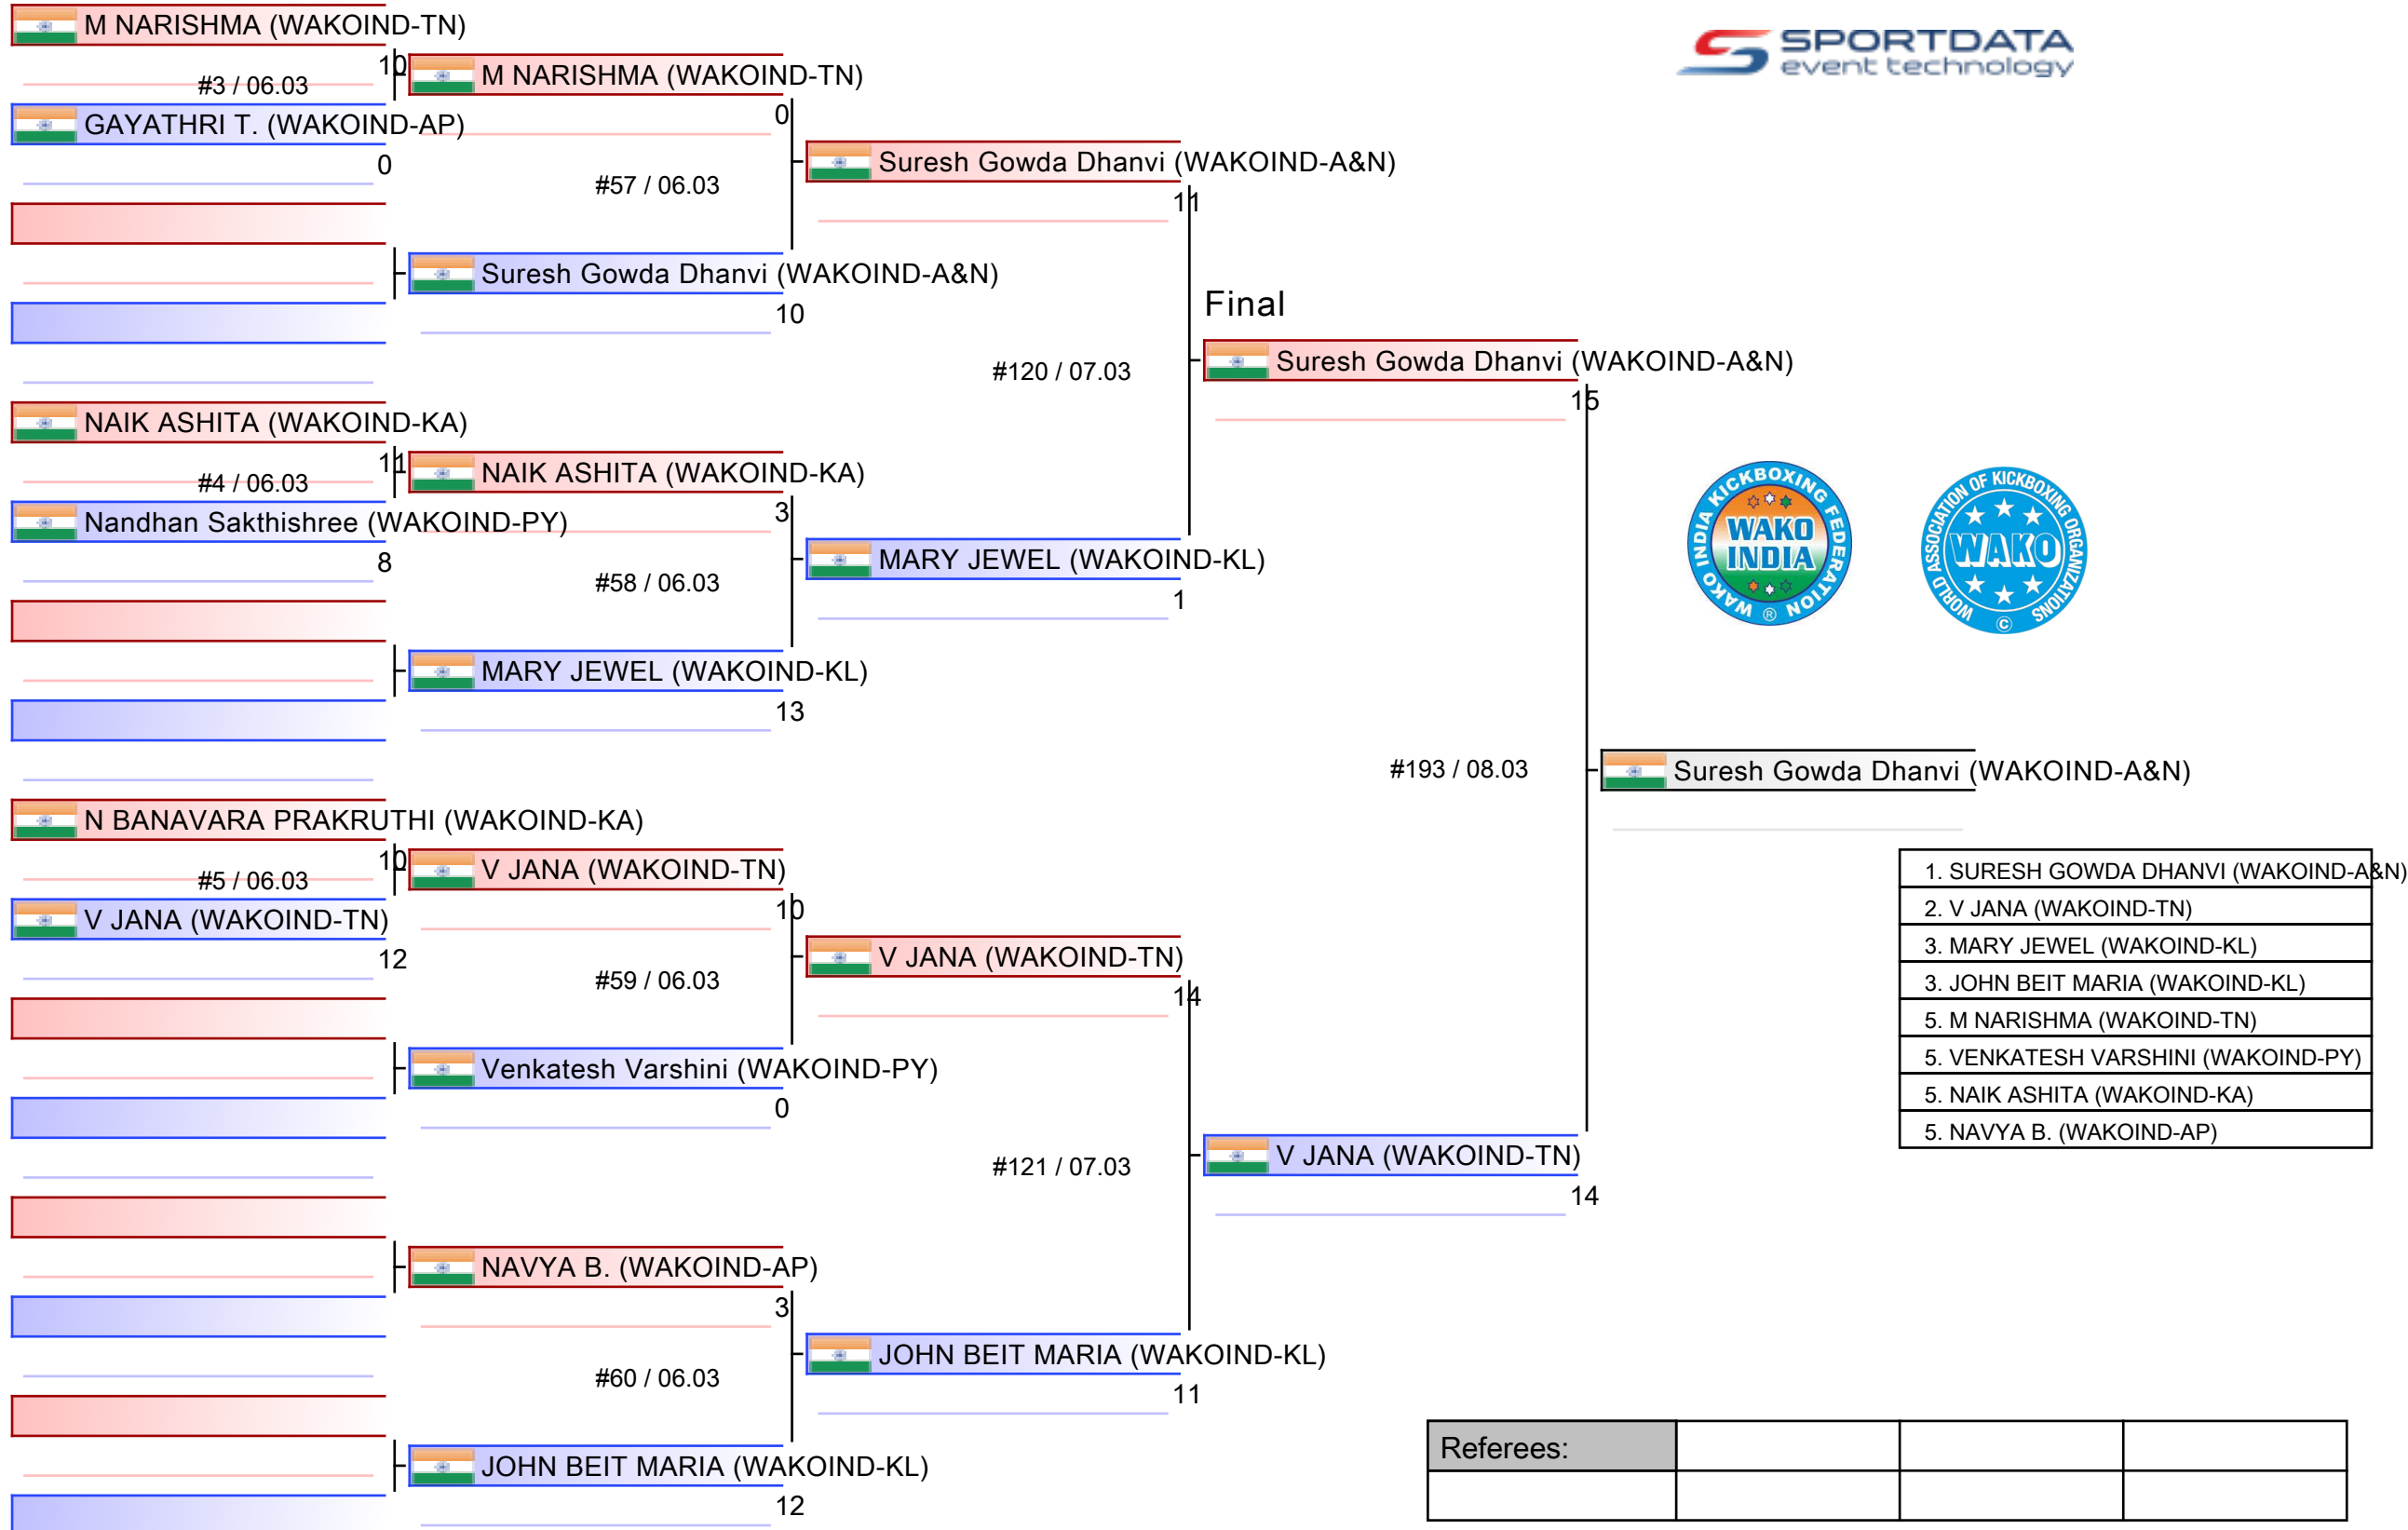 M NARISHMA (WAKOIND-TN)
10
#3 / 06.03
GAYATHRI T. (WAKOIND-AP)
0
NAIK ASHITA (WAKOIND-KA)
11
#4 / 06.03
Nandhan Sakthishree (WAKOIND-PY)
8
N BANAVARA PRAKRUTHI (WAKOIND-KA)
10
#5 / 06.03
V JANA (WAKOIND-TN)
12
M NARISHMA (WAKOIND-TN)
0
#57 / 06.03
Suresh Gowda Dhanvi (WAKOIND-A&N)
10
NAIK ASHITA (WAKOIND-KA)
3
#58 / 06.03
MARY JEWEL (WAKOIND-KL)
13
V JANA (WAKOIND-TN)
10
#59 / 06.03
Venkatesh Varshini (WAKOIND-PY)
0
NAVYA B. (WAKOIND-AP)
3
#60 / 06.03
JOHN BEIT MARIA (WAKOIND-KL)
12
Suresh Gowda Dhanvi (WAKOIND-A&N)
11
#120 / 07.03
MARY JEWEL (WAKOIND-KL)
1
V JANA (WAKOIND-TN)
14
#121 / 07.03
JOHN BEIT MARIA (WAKOIND-KL)
11
Final
Suresh Gowda Dhanvi (WAKOIND-A&N)
15
#193 / 08.03
V JANA (WAKOIND-TN)
14
Suresh Gowda Dhanvi (WAKOIND-A&N)
SPORTDATA
event technology
WAKO INDIA KICKBOXING FEDERATION
WAKO
INDIA
®
WORLD ASSOCIATION OF KICKBOXING ORGANIZATIONS
WAKO
©
1. SURESH GOWDA DHANVI (WAKOIND-A&N)
2. V JANA (WAKOIND-TN)
3. MARY JEWEL (WAKOIND-KL)
3. JOHN BEIT MARIA (WAKOIND-KL)
5. M NARISHMA (WAKOIND-TN)
5. VENKATESH VARSHINI (WAKOIND-PY)
5. NAIK ASHITA (WAKOIND-KA)
5. NAVYA B. (WAKOIND-AP)
Referees: